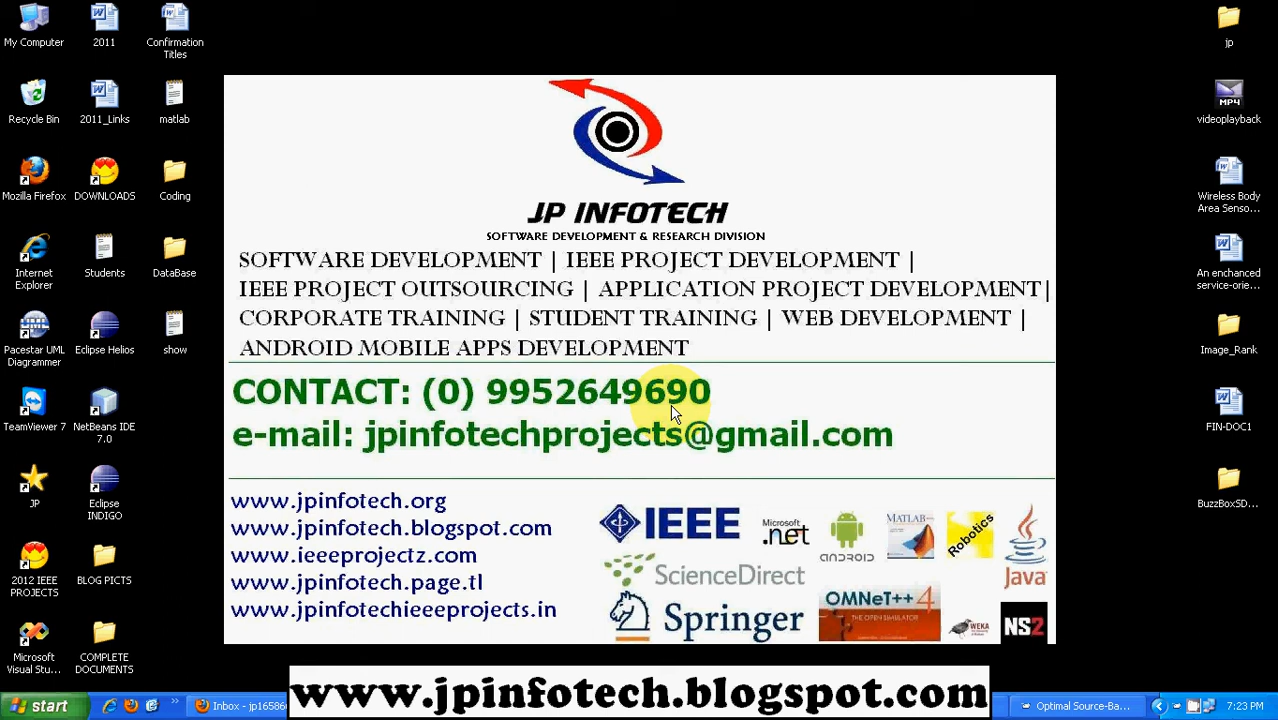 My Computer
2011
Confirmation
Titles
Recycle Bin
2011_Links
matlab
Mozilla Firefox
DOWNLOADS
Coding
Internet
Explorer
Students
DataBase
Pacestar UML
Diagrammer
Eclipse Helios
show
TeamViewer 7
NetBeans IDE
7.0
JP
Eclipse
INDIGO
2012 IEEE
PROJECTS
BLOG PICTS
Microsoft
Visual Stu...
COMPLETE
DOCUMENTS
JP INFOTECH
SOFTWARE DEVELOPMENT & RESEARCH DIVISION
SOFTWARE DEVELOPMENT | IEEE PROJECT DEVELOPMENT |
IEEE PROJECT OUTSOURCING | APPLICATION PROJECT DEVELOPMENT|
CORPORATE TRAINING | STUDENT TRAINING | WEB DEVELOPMENT |
ANDROID MOBILE APPS DEVELOPMENT
CONTACT: (0) 9952649690
e-mail: jpinfotechprojects@gmail.com
www.jpinfotech.org
www.jpinfotech.blogspot.com
www.ieeeprojectz.com
www.jpinfotech.page.tl
www.jpinfotechieeeprojects.in
IEEE
Microsoft
.net
ANDROID
MATLAB
Robotics
Java
ScienceDirect
Springer
OMNeT++ 4
THE OPEN SIMULATOR
WEKA
NS2
jp
MP4
videoplayback
Wireless Body
Area Senso...
An enhanced
service-orie...
Image_Rank
FIN-DOC1
BuzzBoxSD...
www.jpinfotech.blogspot.com
start
Inbox - jp16586
Optimal Source-Ba...
7:23 PM